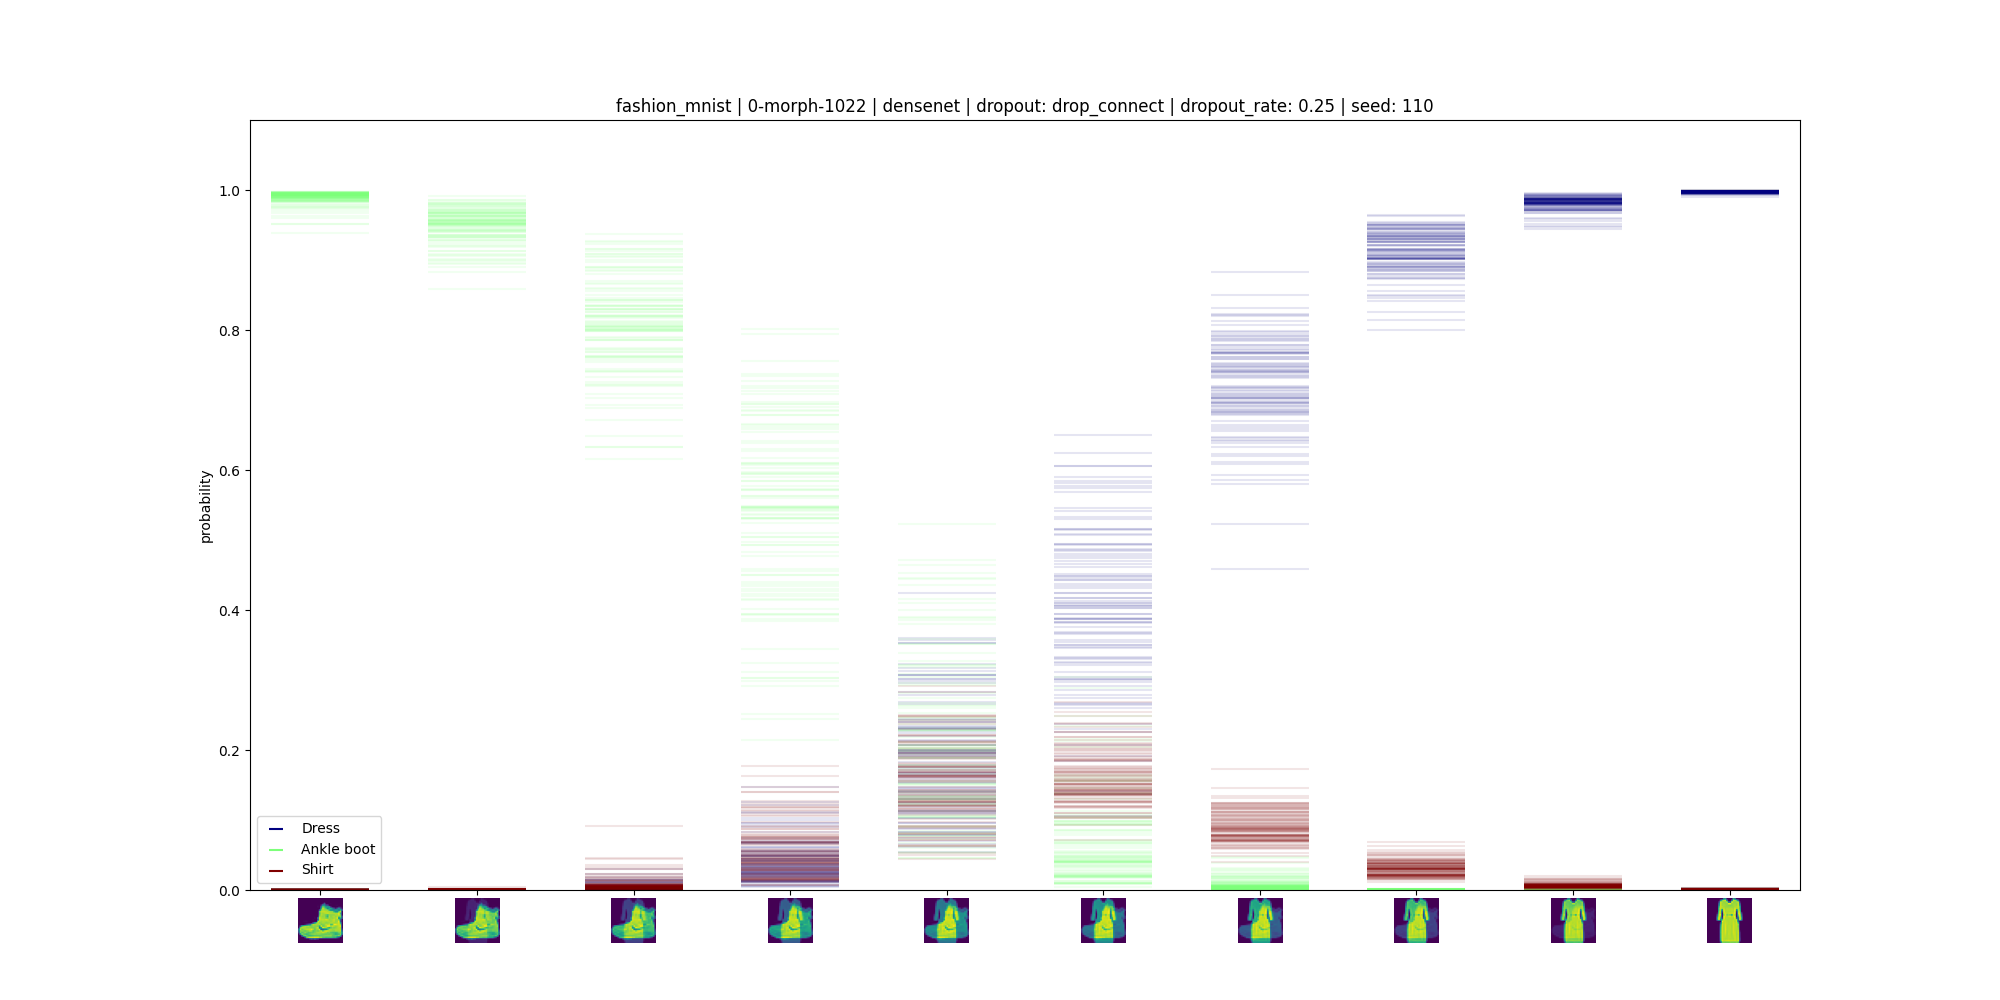 fashion_mnist | 0-morph-1022 | densenet | dropout: drop_connect | dropout_rate: 0.25 | seed: 110
probability
1.0
0.8
0.6
0.4
0.2
0.0
Dress
Ankle boot
Shirt